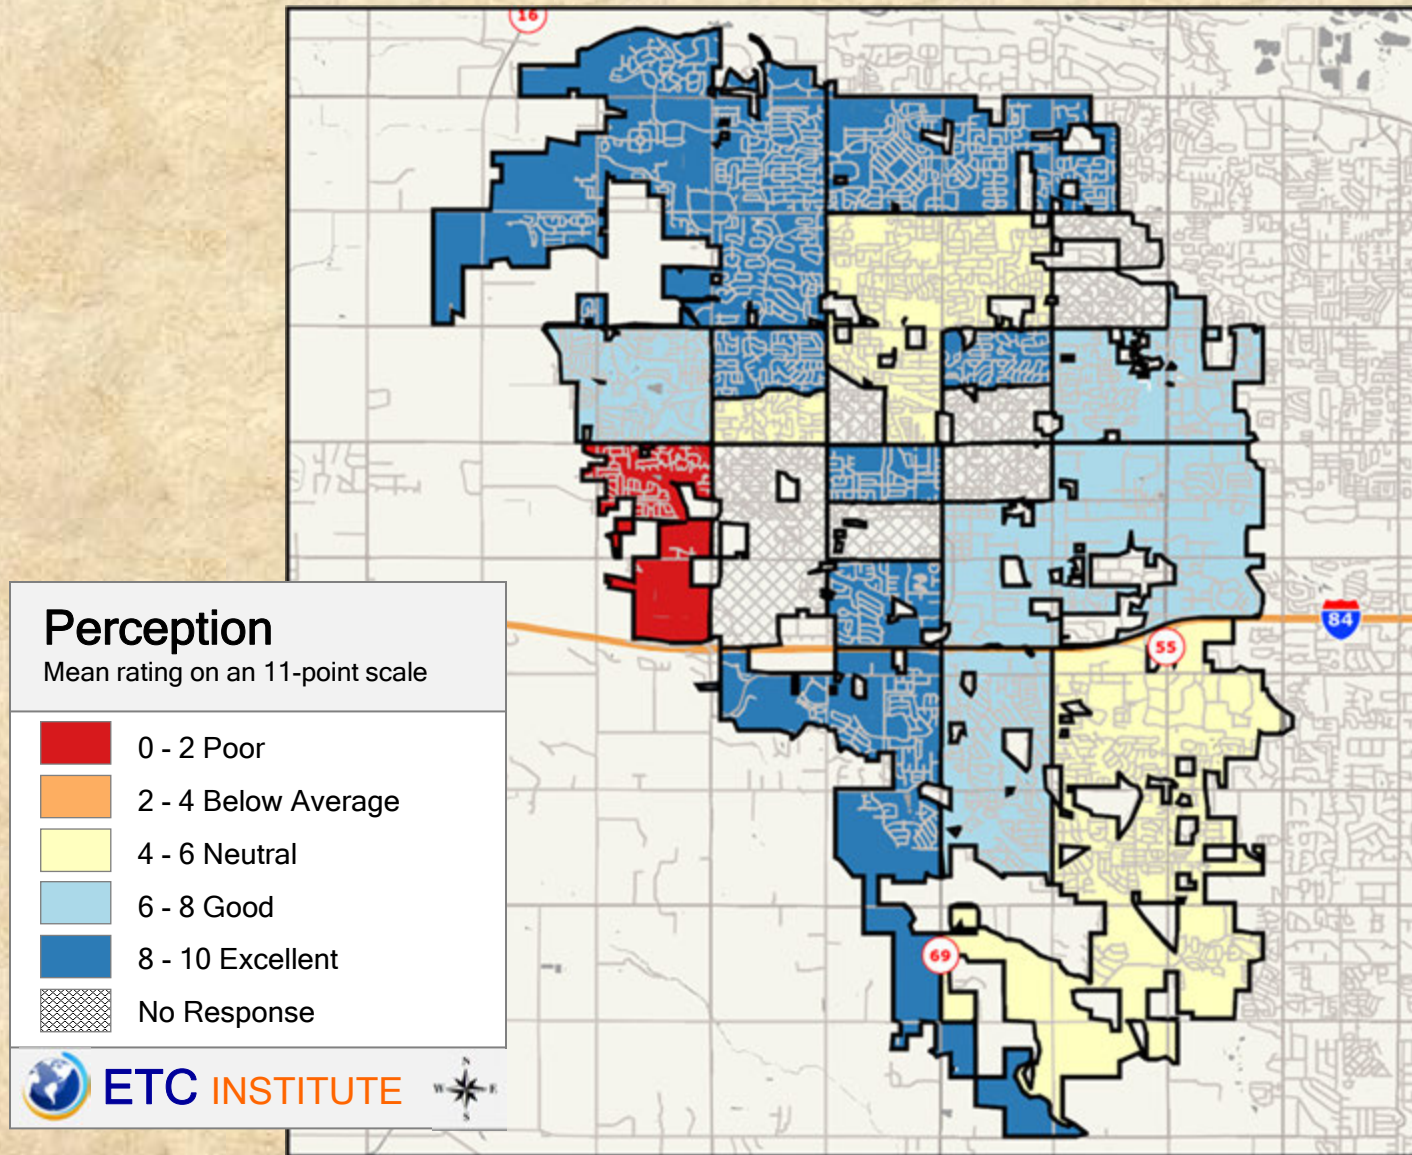 16
84
55
69
Perception
Mean rating on an 11-point scale
0 - 2 Poor
2 - 4 Below Average
4 - 6 Neutral
6 - 8 Good
8 - 10 Excellent
No Response
ETC INSTITUTE
N
W E
S